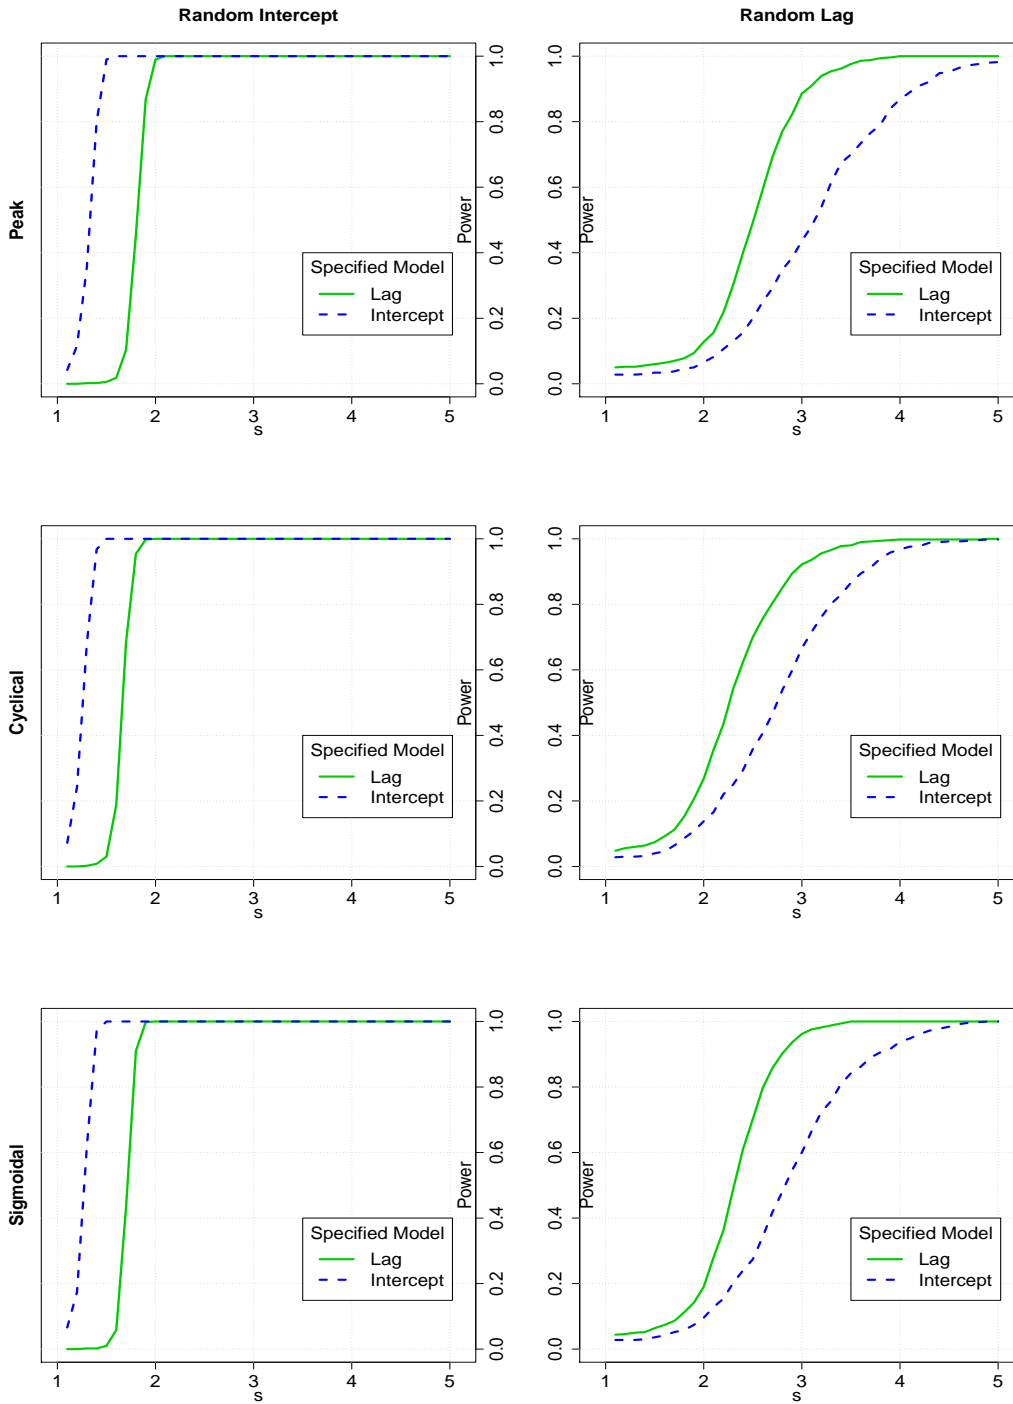 Random Intercept
Random Lag
Peak
Power
0.0 0.2 0.4 0.6 0.8 1.0
Specified Model
Lag
Intercept
1 2 3 4 5
s
Power
0.0 0.2 0.4 0.6 0.8 1.0
Specified Model
Lag
Intercept
1 2 3 4 5
s
Cyclical
Power
0.0 0.2 0.4 0.6 0.8 1.0
Specified Model
Lag
Intercept
1 2 3 4 5
s
Power
0.0 0.2 0.4 0.6 0.8 1.0
Specified Model
Lag
Intercept
1 2 3 4 5
s
Sigmoidal
Power
0.0 0.2 0.4 0.6 0.8 1.0
Specified Model
Lag
Intercept
1 2 3 4 5
s
Power
0.0 0.2 0.4 0.6 0.8 1.0
Specified Model
Lag
Intercept
1 2 3 4 5
s